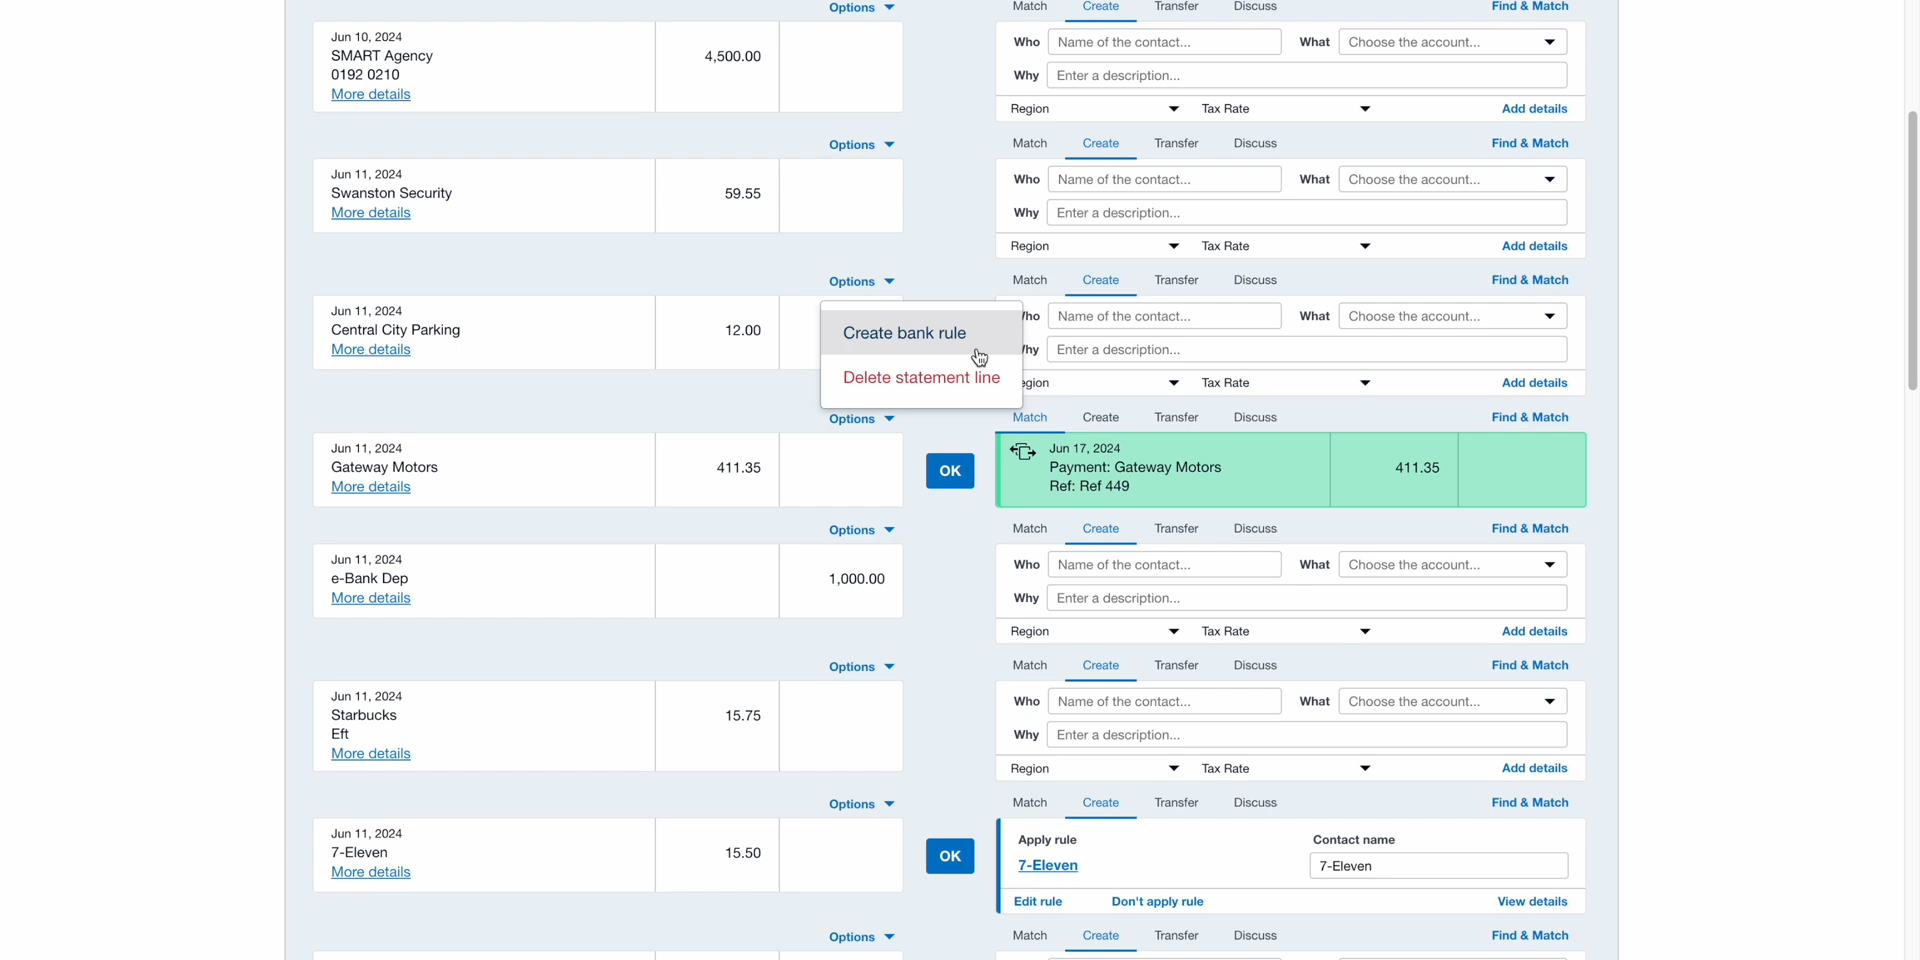 Options
Match Create Transfer Discuss Find & Match
Jun 10, 2024
SMART Agency
0192 0210
More details
4,500.00
Who Name of the contact... What Choose the account...
Why Enter a description...
Region Tax Rate Add details
Options
Match Create Transfer Discuss Find & Match
Jun 11, 2024
Swanston Security
More details
59.55
Who Name of the contact... What Choose the account...
Why Enter a description...
Region Tax Rate Add details
Options
Match Create Transfer Discuss Find & Match
Jun 11, 2024
Central City Parking
More details
12.00
Create bank rule
Delete statement line
ho Name of the contact... What Choose the account...
hy Enter a description...
egion Tax Rate Add details
Options
Match Create Transfer Discuss Find & Match
Jun 11, 2024
Gateway Motors
More details
411.35
OK
Jun 17, 2024
Payment: Gateway Motors
Ref: Ref 449
411.35
Options
Match Create Transfer Discuss Find & Match
Jun 11, 2024
e-Bank Dep
More details
1,000.00
Who Name of the contact... What Choose the account...
Why Enter a description...
Region Tax Rate Add details
Options
Match Create Transfer Discuss Find & Match
Jun 11, 2024
Starbucks
Eft
More details
15.75
Who Name of the contact... What Choose the account...
Why Enter a description...
Region Tax Rate Add details
Options
Match Create Transfer Discuss Find & Match
Jun 11, 2024
7-Eleven
More details
15.50
OK
Apply rule Contact name
7-Eleven 7-Eleven
Edit rule Don't apply rule View details
Options
Match Create Transfer Discuss Find & Match